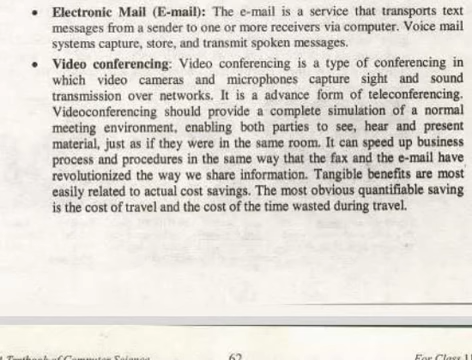 • Electronic Mail (E-mail): The e-mail is a service that transports text
messages from a sender to one or more receivers via computer. Voice mail
systems capture, store, and transmit spoken messages.
• Video conferencing: Video conferencing is a type of conferencing in
which video cameras and microphones capture sight and sound
transmission over networks. It is a advance form of teleconferencing.
Videoconferencing should provide a complete simulation of a normal
meeting environment, enabling both parties to see, hear and present
material, just as if they were in the same room. It can speed up business
process and procedures in the same way that the fax and the e-mail have
revolutionized the way we share information. Tangible benefits are most
easily related to actual cost savings. The most obvious quantifiable saving
is the cost of travel and the cost of the time wasted during travel.
Textbook of Computer Science 62 For Class